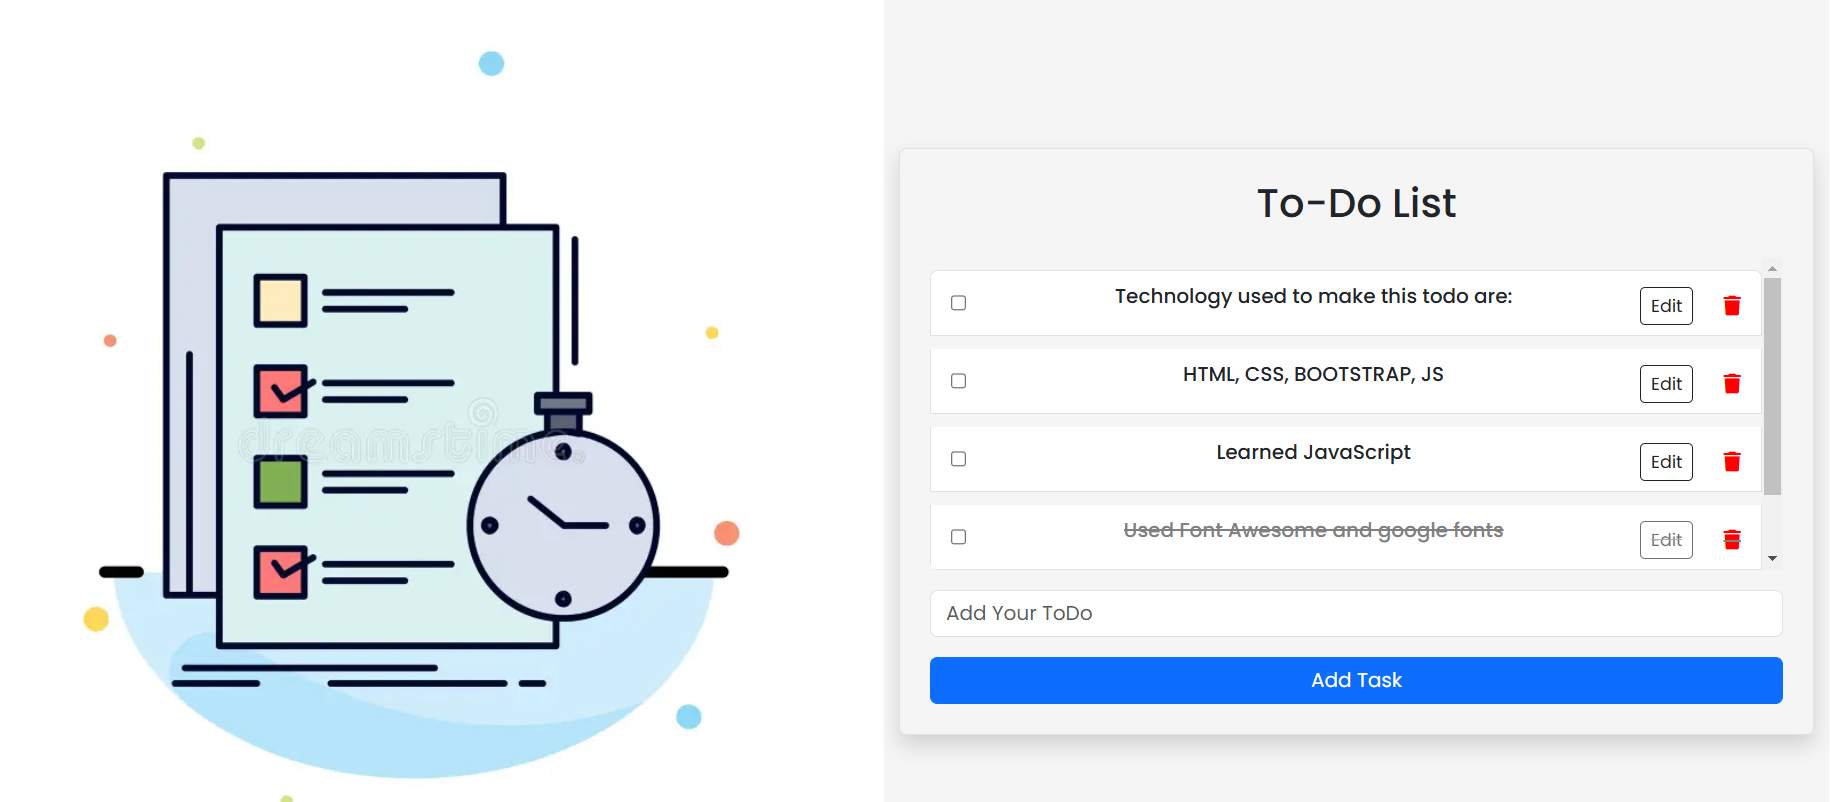 dreamstime.
To-Do List
Technology used to make this todo are:
Edit
HTML, CSS, BOOTSTRAP, JS
Edit
Learned JavaScript
Edit
Used Font Awesome and google fonts
Edit
Add Your ToDo
Add Task